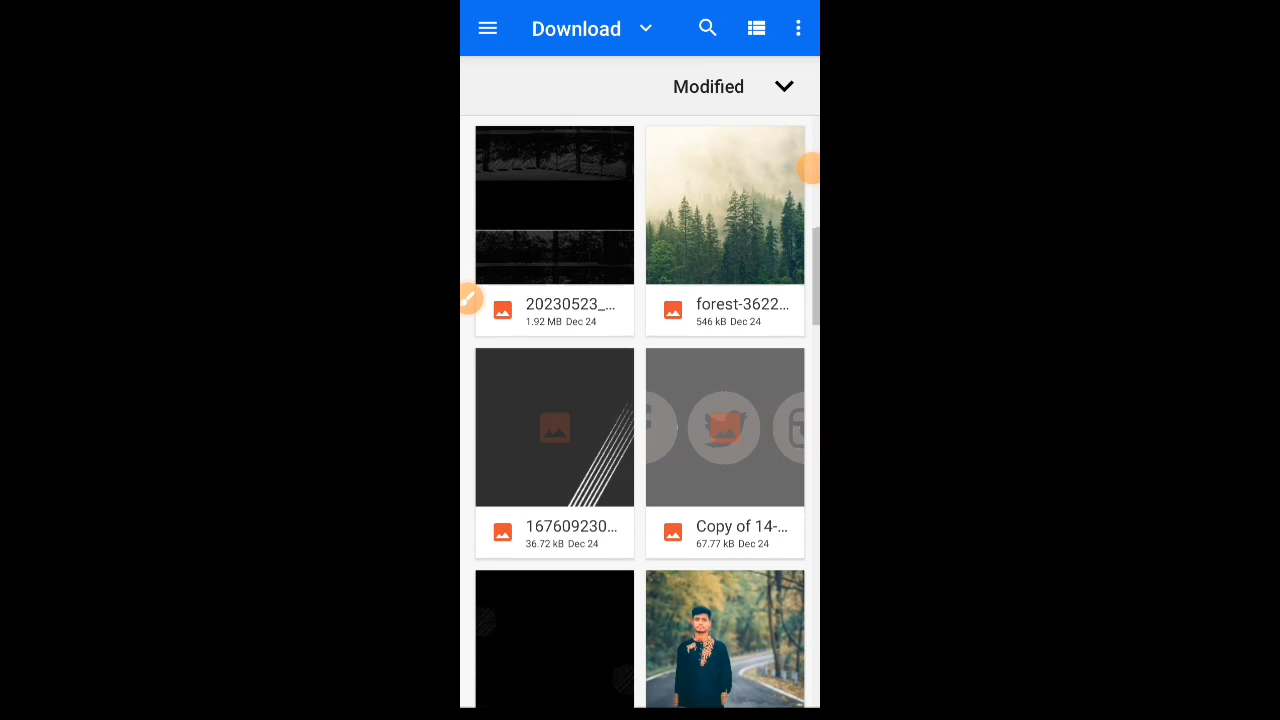 Download
Modified
20230523_...
1.92 MB Dec 24
forest-3622...
546 kB Dec 24
167609230...
36.72 kB Dec 24
Copy of 14-...
67.77 kB Dec 24